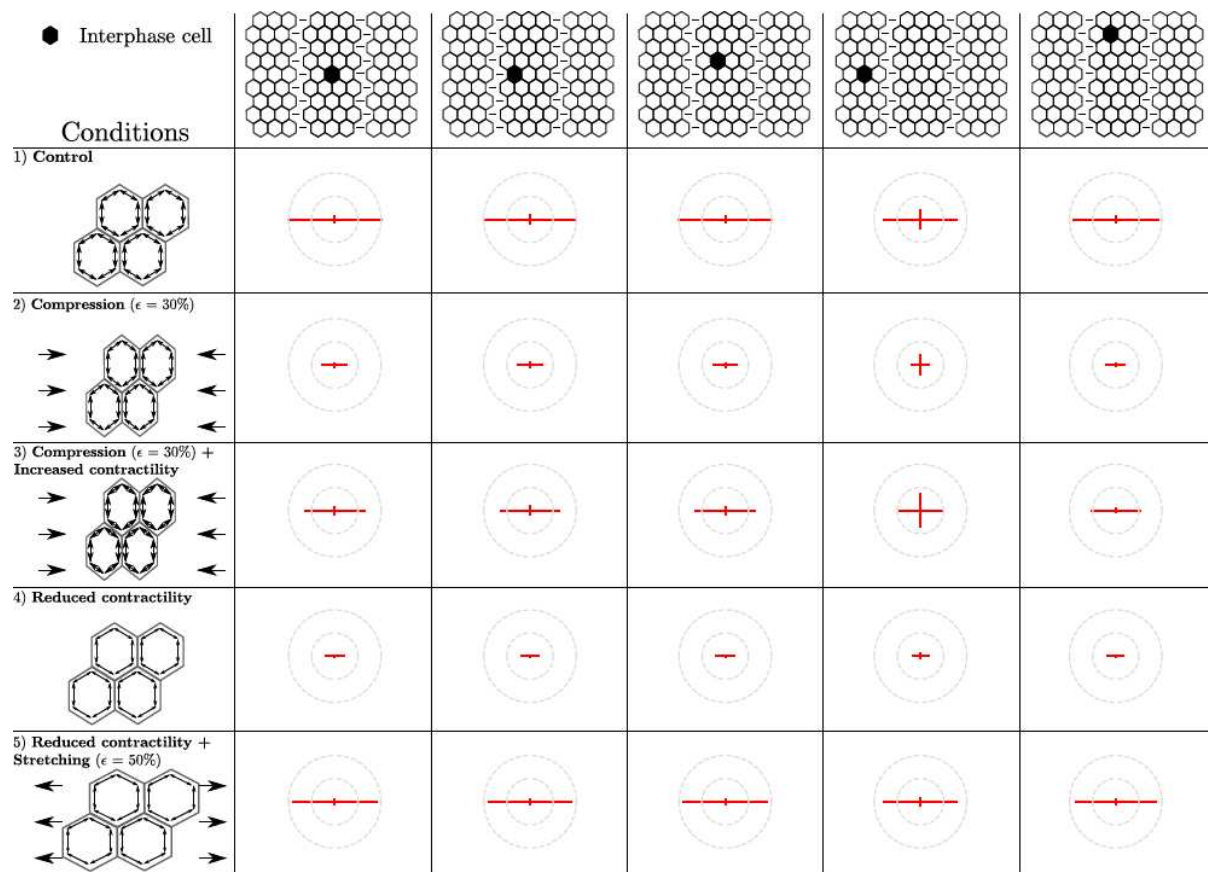 Interphase cell
Conditions
1) Control
2) Compression (ϵ = 30%)
3) Compression (ϵ = 30%) +
Increased contractility
4) Reduced contractility
5) Reduced contractility +
Stretching (ϵ = 50%)